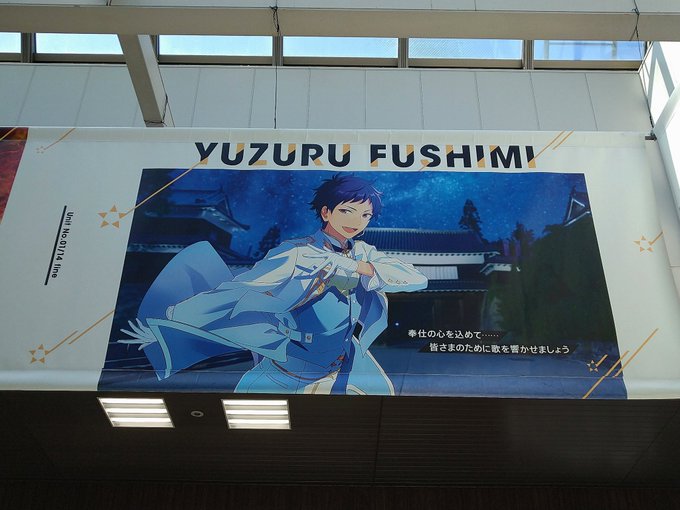 YUZURU FUSHIMI
Unit No.01/14 fine
奉仕の心を込めて……
皆さまのために歌を響かせましょう